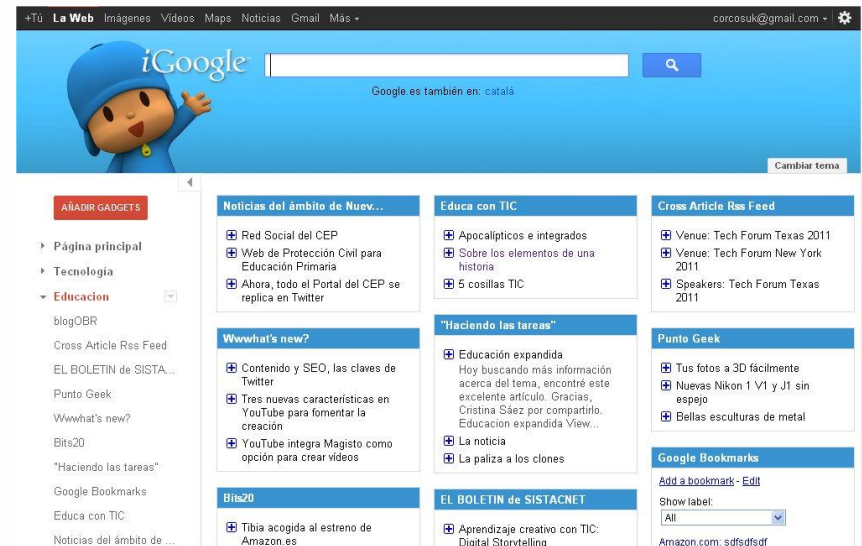 +Tú La Web Imágenes Vídeos Maps Noticias Gmail Más
corcosuk@gmail.com
iGoogle
Google.es también en: català
Cambiar tema
AÑADIR GADGETS
Página principal
Tecnología
Educacion
blogOBR
Cross Article Rss Feed
EL BOLETIN de SISTA...
Punto Geek
Wwwhat's new?
Bits20
"Haciendo las tareas"
Google Bookmarks
Educa con TIC
Noticias del ámbito de ...
Noticias del ámbito de Nuev...
Red Social del CEP
Web de Protección Civil para
Educación Primaria
Ahora, todo el Portal del CEP se
replica en Twitter
Wwwhat's new?
Contenido y SEO, las claves de
Twitter
Tres nuevas características en
YouTube para fomentar la
creación
YouTube integra Magisto como
opción para crear vídeos
Bits20
Tibia acogida al estreno de
Amazon.es
Educa con TIC
Apocalípticos e integrados
Sobre los elementos de una
historia
5 cosillas TIC
"Haciendo las tareas"
Educación expandida
Hoy buscando más información
acerca del tema, encontré este
excelente artículo. Gracias,
Cristina Sáez por compartirlo.
Educacion expandida View...
La noticia
La paliza a los clones
EL BOLETIN de SISTACNET
Aprendizaje creativo con TIC:
Digital Storytelling
Cross Article Rss Feed
Venue: Tech Forum Texas 2011
Venue: Tech Forum New York
2011
Speakers: Tech Forum Texas
2011
Punto Geek
Tus fotos a 3D fácilmente
Nuevas Nikon 1 V1 y J1 sin
espejo
Bellas esculturas de metal
Google Bookmarks
Add a bookmark - Edit
Show label:
All
Amazon.com: sdfsdfsdf